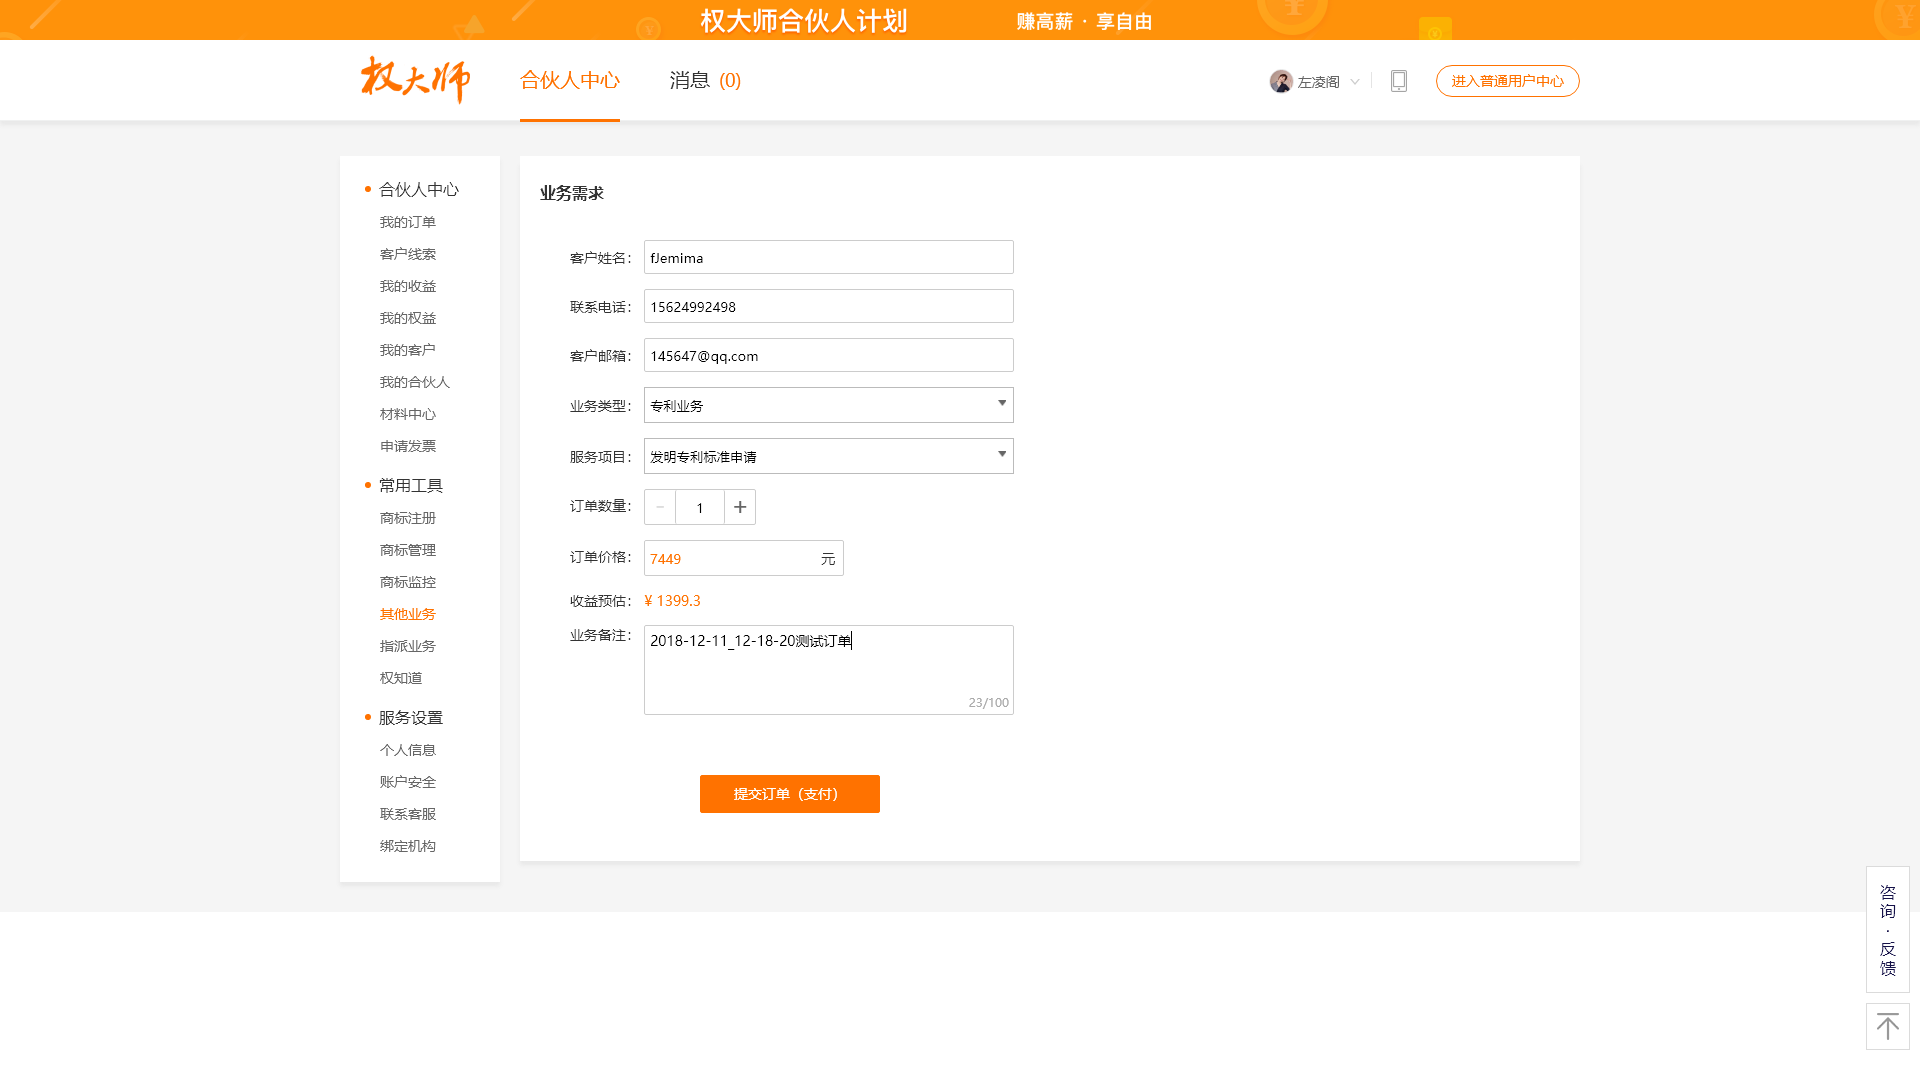 权大师合伙人计划 赚高薪 · 享自由
权大师 合伙人中心 消息 (0) 左凌阁 进入普通用户中心
合伙人中心
我的订单
客户线索
我的收益
我的权益
我的客户
我的合伙人
材料中心
申请发票
常用工具
商标注册
商标管理
商标监控
其他业务
指派业务
权知道
服务设置
个人信息
账户安全
联系客服
绑定机构
业务需求
客户姓名: fJemima
联系电话: 15624992498
客户邮箱: 145647@qq.com
业务类型: 专利业务
服务项目: 发明专利标准申请
订单数量: － 1 ＋
订单价格: 7449 元
收益预估: ¥ 1399.3
业务备注: 2018-12-11_12-18-20测试订单
23/100
提交订单（支付）
咨
询
·
反
馈